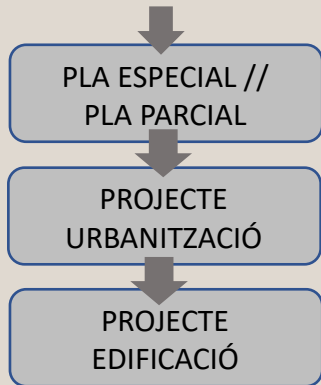 PLA ESPECIAL //
PLA PARCIAL
PROJECTE
URBANITZACIÓ
PROJECTE
EDIFICACIÓ